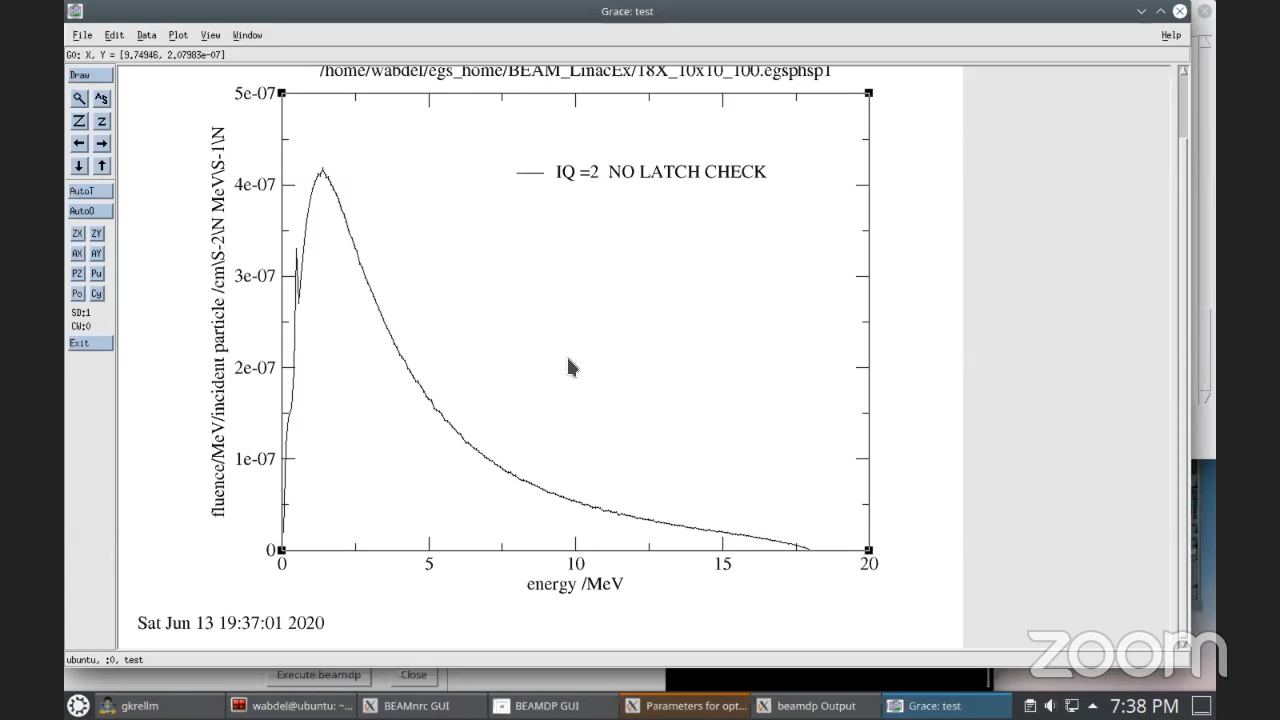 Grace: test
File Edit Data Plot View Window Help
G0: X, Y = [9.74946, 2.07983e-07]
Draw
AutoT
AutoO
ZX ZY
AX AY
PZ Pu
Po Cy
SD:1
CW:0
Exit
/home/wabdel/egs_home/BEAM_LinacEx/18X_10x10_100.egsphsp1
5e-07
4e-07
3e-07
2e-07
1e-07
0
fluence/MeV/incident particle /cm\S-2\N MeV\S-1\N
IQ =2 NO LATCH CHECK
0 5 10 15 20
energy /MeV
Sat Jun 13 19:37:01 2020
ubuntu, :0, test
Execute beamdp Close
zoom
gkrellm wabdel@ubuntu: ~... BEAMnrc GUI BEAMDP GUI Parameters for opt... beamdp Output Grace: test 7:38 PM